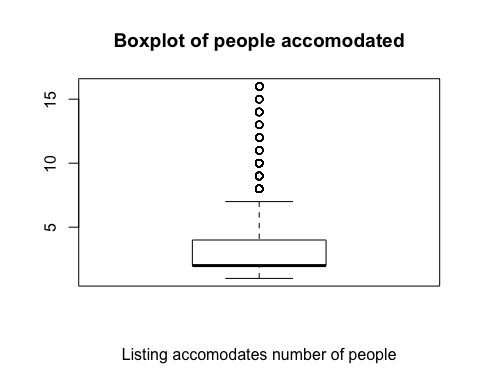 Boxplot of people accomodated
15
10
5
Listing accomodates number of people